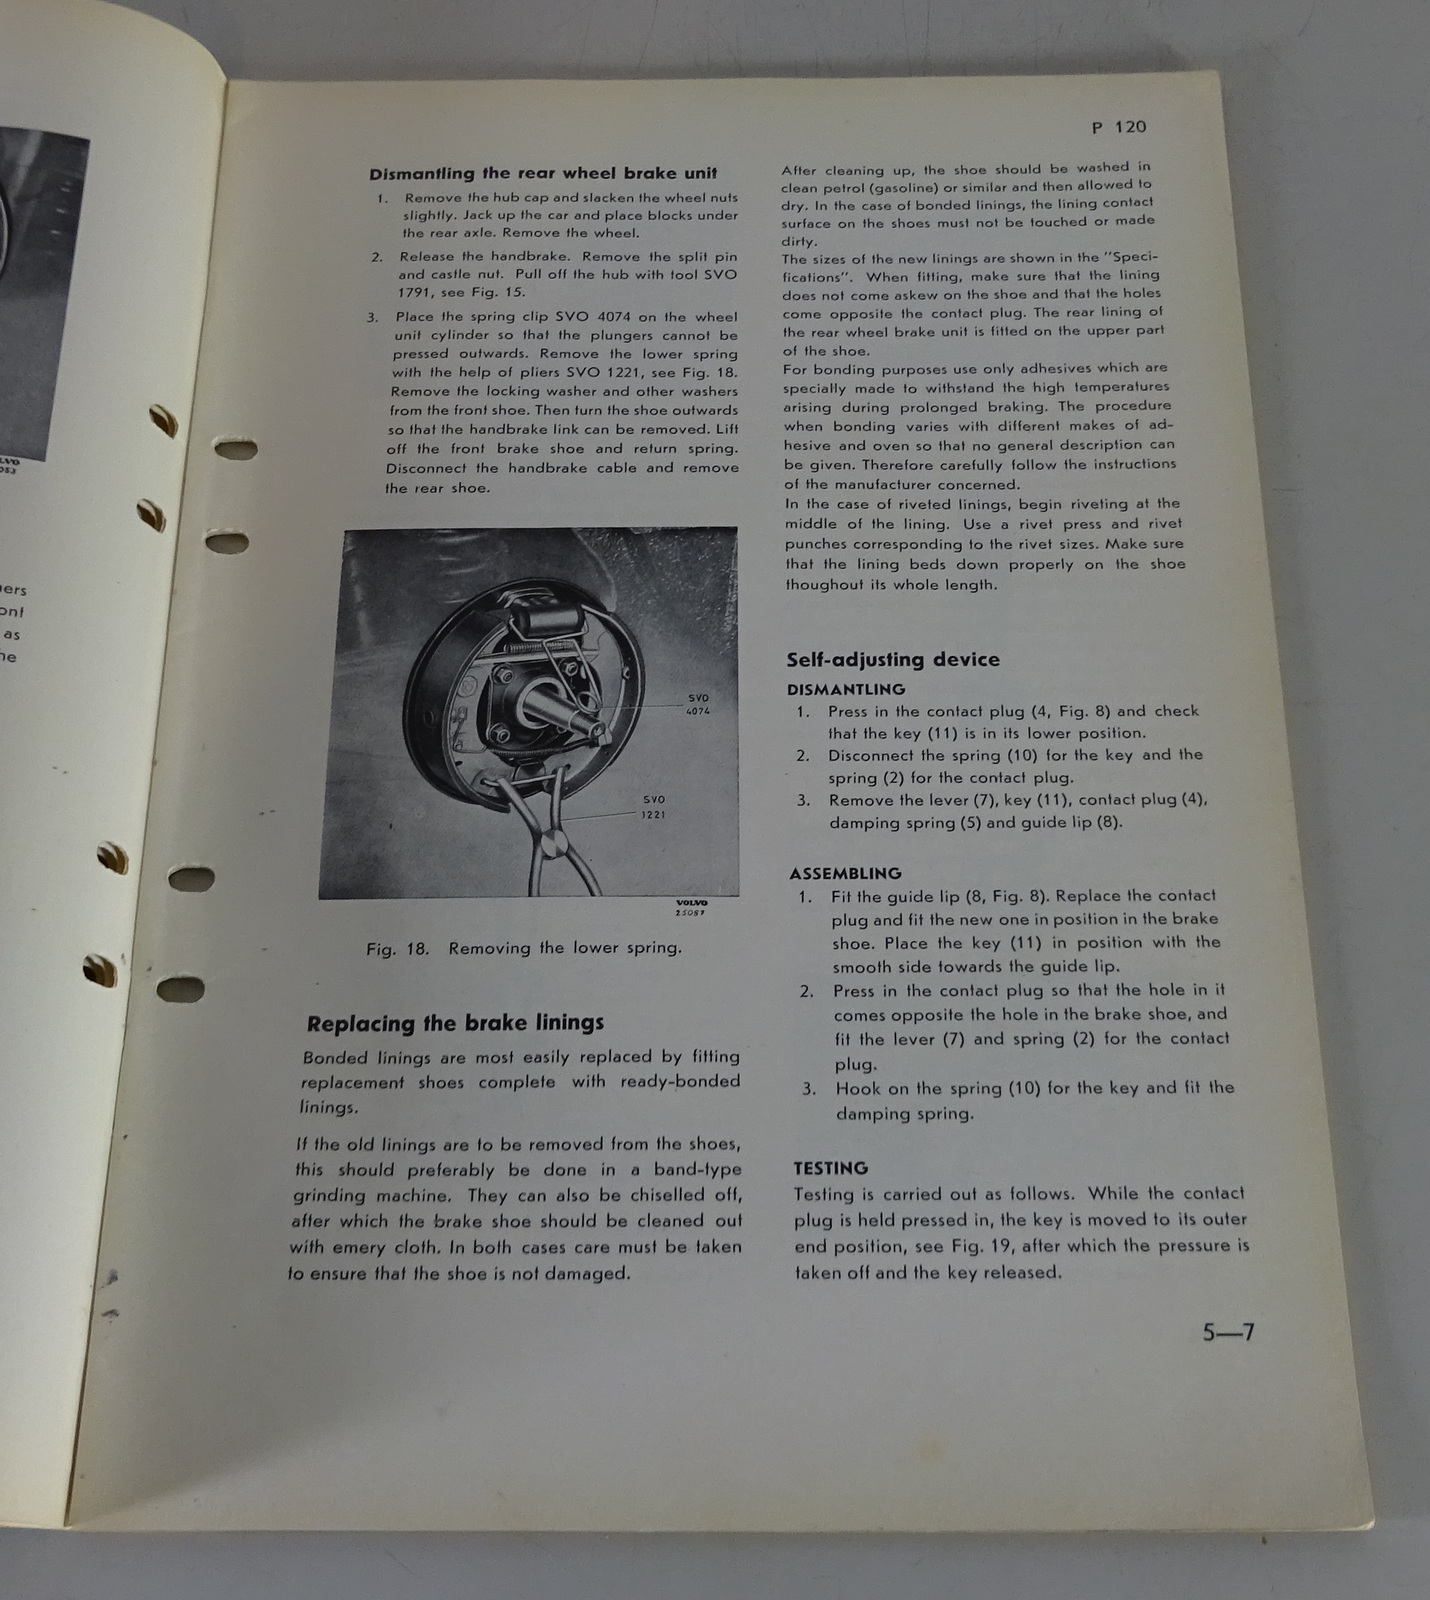 LVO
053
ners
ont
as
he
P 120
Dismantling the rear wheel brake unit
1. Remove the hub cap and slacken the wheel nuts
slightly. Jack up the car and place blocks under
the rear axle. Remove the wheel.
2. Release the handbrake. Remove the split pin
and castle nut. Pull off the hub with tool SVO
1791, see Fig. 15.
3. Place the spring clip SVO 4074 on the wheel
unit cylinder so that the plungers cannot be
pressed outwards. Remove the lower spring
with the help of pliers SVO 1221, see Fig. 18.
Remove the locking washer and other washers
from the front shoe. Then turn the shoe outwards
so that the handbrake link can be removed. Lift
off the front brake shoe and return spring.
Disconnect the handbrake cable and remove
the rear shoe.
SVO
4074
SVO
1221
VOLVO
25087
Fig. 18. Removing the lower spring.
Replacing the brake linings
Bonded linings are most easily replaced by fitting
replacement shoes complete with ready-bonded
linings.
If the old linings are to be removed from the shoes,
this should preferably be done in a band-type
grinding machine. They can also be chiselled off,
after which the brake shoe should be cleaned out
with emery cloth. In both cases care must be taken
to ensure that the shoe is not damaged.
After cleaning up, the shoe should be washed in
clean petrol (gasoline) or similar and then allowed to
dry. In the case of bonded linings, the lining contact
surface on the shoes must not be touched or made
dirty.
The sizes of the new linings are shown in the "Speci-
fications". When fitting, make sure that the lining
does not come askew on the shoe and that the holes
come opposite the contact plug. The rear lining of
the rear wheel brake unit is fitted on the upper part
of the shoe.
For bonding purposes use only adhesives which are
specially made to withstand the high temperatures
arising during prolonged braking. The procedure
when bonding varies with different makes of ad-
hesive and oven so that no general description can
be given. Therefore carefully follow the instructions
of the manufacturer concerned.
In the case of riveted linings, begin riveting at the
middle of the lining. Use a rivet press and rivet
punches corresponding to the rivet sizes. Make sure
that the lining beds down properly on the shoe
thoughout its whole length.
Self-adjusting device
DISMANTLING
1. Press in the contact plug (4, Fig. 8) and check
that the key (11) is in its lower position.
2. Disconnect the spring (10) for the key and the
spring (2) for the contact plug.
3. Remove the lever (7), key (11), contact plug (4),
damping spring (5) and guide lip (8).
ASSEMBLING
1. Fit the guide lip (8, Fig. 8). Replace the contact
plug and fit the new one in position in the brake
shoe. Place the key (11) in position with the
smooth side towards the guide lip.
2. Press in the contact plug so that the hole in it
comes opposite the hole in the brake shoe, and
fit the lever (7) and spring (2) for the contact
plug.
3. Hook on the spring (10) for the key and fit the
damping spring.
TESTING
Testing is carried out as follows. While the contact
plug is held pressed in, the key is moved to its outer
end position, see Fig. 19, after which the pressure is
taken off and the key released.
5—7